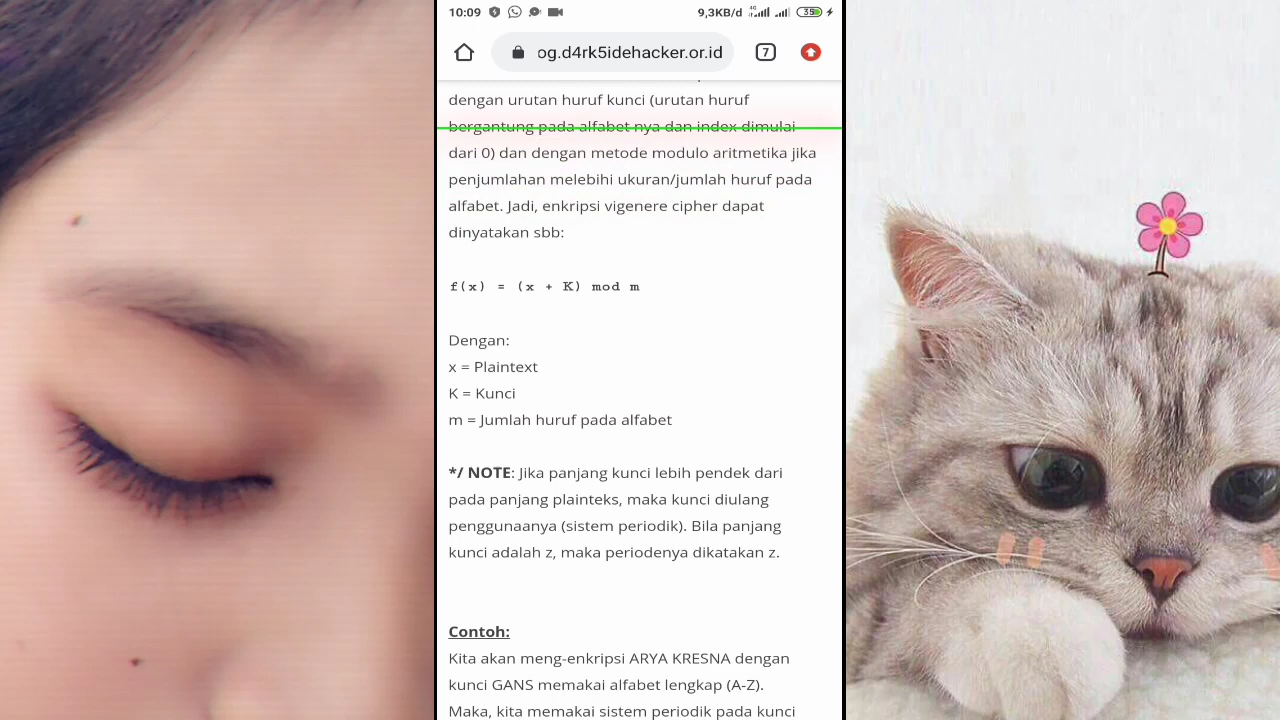 10:09
9,3KB/d
4G
35
og.d4rk5idehacker.or.id
7
dengan urutan huruf kunci (urutan huruf
bergantung pada alfabet nya dan index dimulai
dari 0) dan dengan metode modulo aritmetika jika
penjumlahan melebihi ukuran/jumlah huruf pada
alfabet. Jadi, enkripsi vigenere cipher dapat
dinyatakan sbb:
f(x) = (x + K) mod m
Dengan:
x = Plaintext
K = Kunci
m = Jumlah huruf pada alfabet
*/ NOTE: Jika panjang kunci lebih pendek dari
pada panjang plainteks, maka kunci diulang
penggunaanya (sistem periodik). Bila panjang
kunci adalah z, maka periodenya dikatakan z.
Contoh:
Kita akan meng-enkripsi ARYA KRESNA dengan
kunci GANS memakai alfabet lengkap (A-Z).
Maka, kita memakai sistem periodik pada kunci